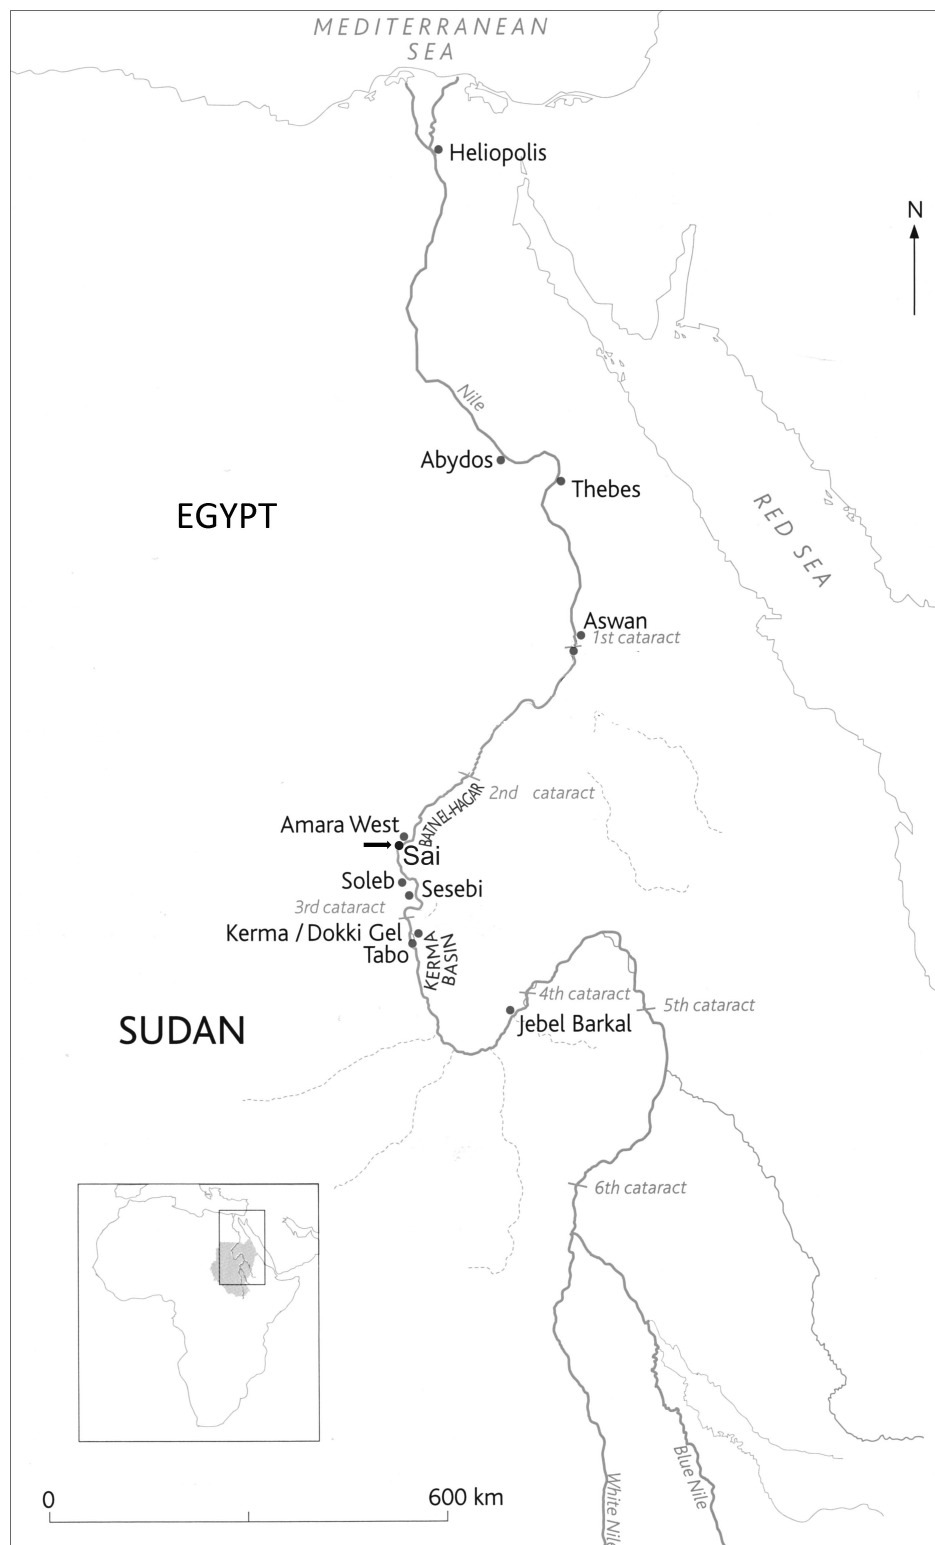 MEDITERRANEAN
SEA
Heliopolis
N
Nile
Abydos
Thebes
EGYPT
RED SEA
Aswan
1st cataract
2nd cataract
BATN EL-HAGAR
Amara West
Sai
Soleb
Sesebi
3rd cataract
Kerma / Dokki Gel
Tabo
KERMA
BASIN
4th cataract
5th cataract
Jebel Barkal
SUDAN
6th cataract
0
600 km
White Nile
Blue Nile